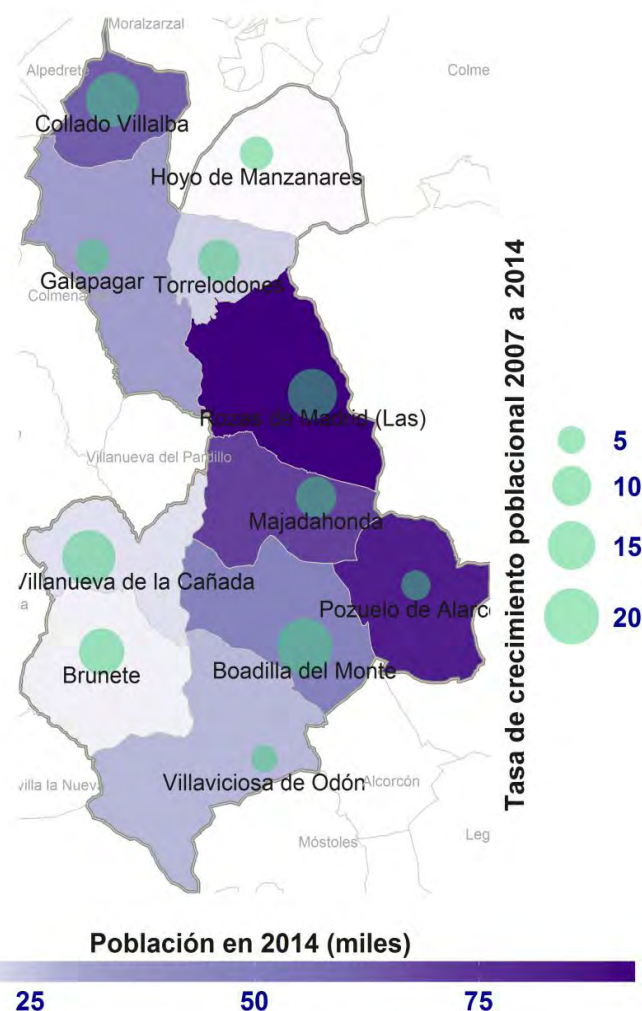 Moralzarzal
Alpedrete
Colme
Collado Villalba
Hoyo de Manzanares
Galapagar
Torrelodones
Colmena
Rozas de Madrid (Las)
Villanueva del Pardillo
Majadahonda
Villanueva de la Cañada
Pozuelo de Alarc
a
Brunete
Boadilla del Monte
Villaviciosa de Odón
villa la Nueva
Alcorcón
Móstoles
Leg
Tasa de crecimiento poblacional 2007 a 2014
5
10
15
20
Población en 2014 (miles)
25
50
75